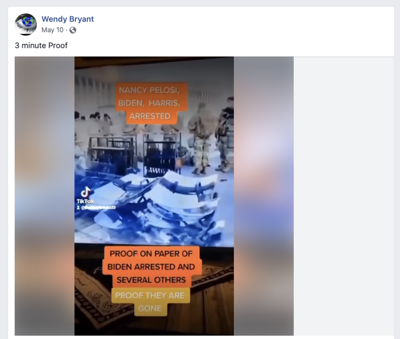 Wendy Bryant
May 10 ·
3 minute Proof
NANCY PELOSI,
BIDEN, HARRIS,
ARRESTED
TikTok
PROOF ON PAPER OF
BIDEN ARRESTED AND
SEVERAL OTHERS
PROOF THEY ARE
GONE